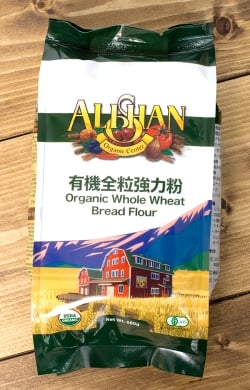 ALISHAN
Organic Center
有機全粒強力粉
Organic Whole Wheat
Bread Flour
USDA
ORGANIC
JAS
Net Wt. 500g